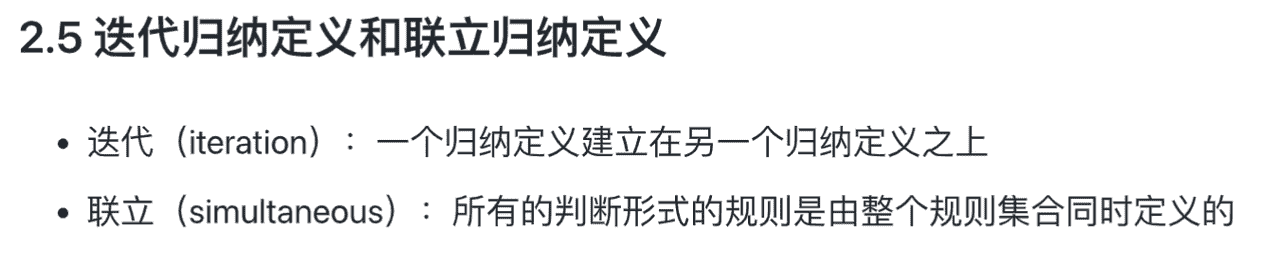 2.5 迭代归纳定义和联立归纳定义
• 迭代（iteration）：一个归纳定义建立在另一个归纳定义之上
• 联立（simultaneous）：所有的判断形式的规则是由整个规则集合同时定义的